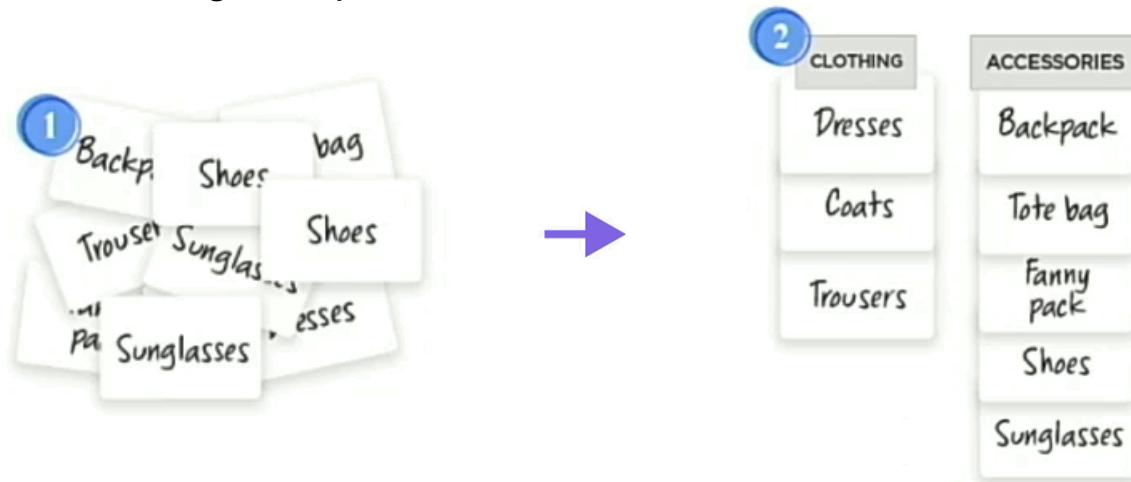 1
Backp
Shoes
bag
Shoes
Trouser
Sunglas
pa
esses
Sunglasses
2
CLOTHING
Dresses
Coats
Trousers
ACCESSORIES
Backpack
Tote bag
Fanny
pack
Shoes
Sunglasses